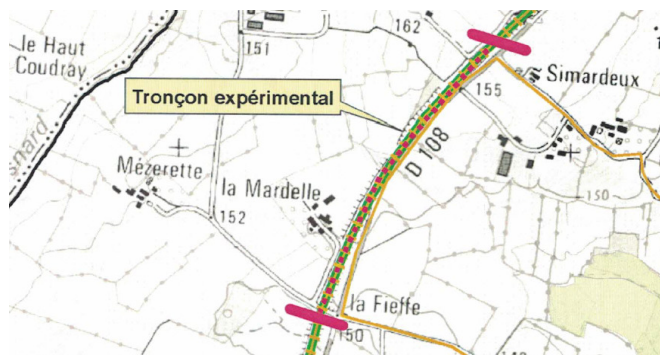 le Haut
Coudray
162
151
155
Simardeux
Tronçon expérimental
D 108
Mézerette
la Mardelle
152
150
la Fieffe
150